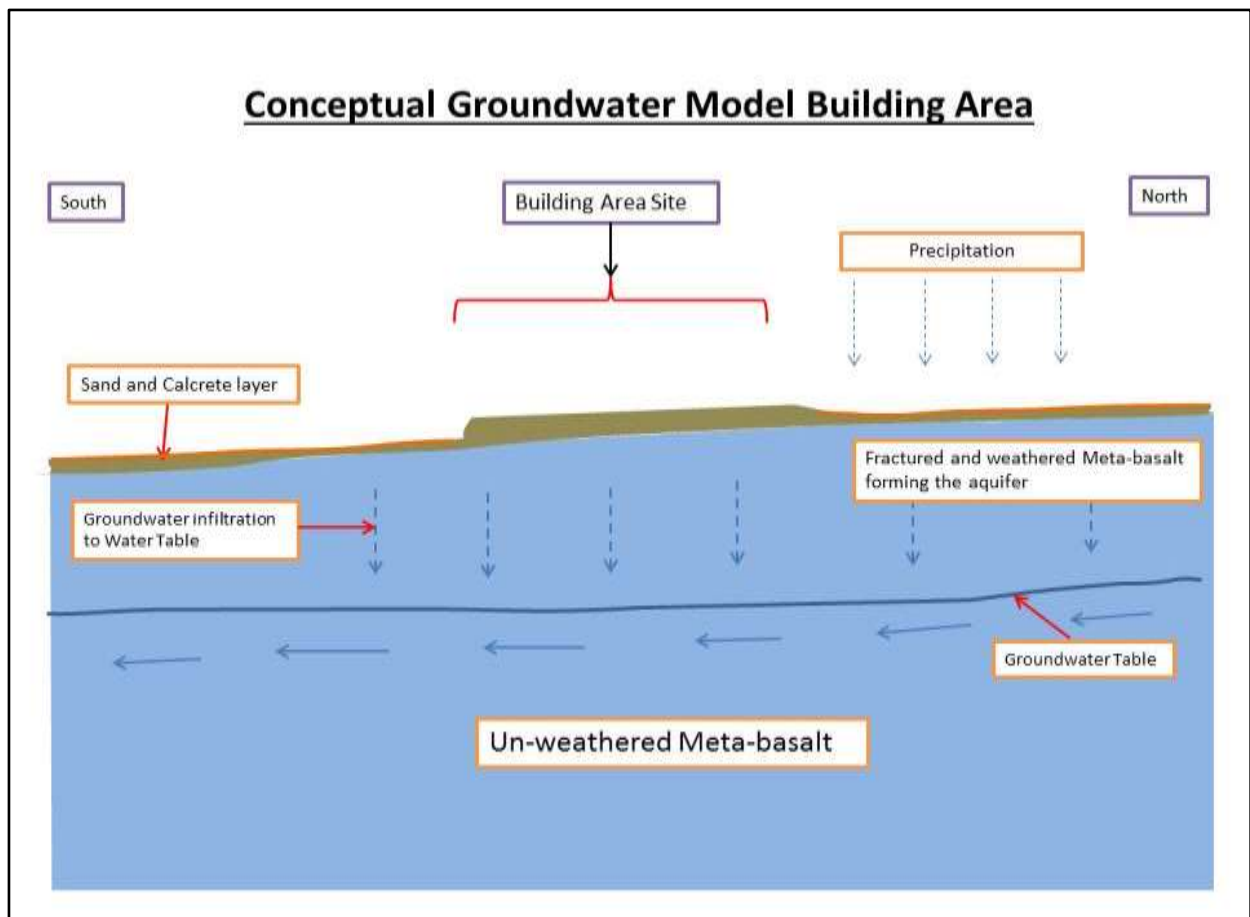 Conceptual Groundwater Model Building Area
South
Building Area Site
North
Precipitation
Sand and Calcrete layer
Fractured and weathered Meta-basalt
forming the aquifer
Groundwater infiltration
to Water Table
Groundwater Table
Un-weathered Meta-basalt